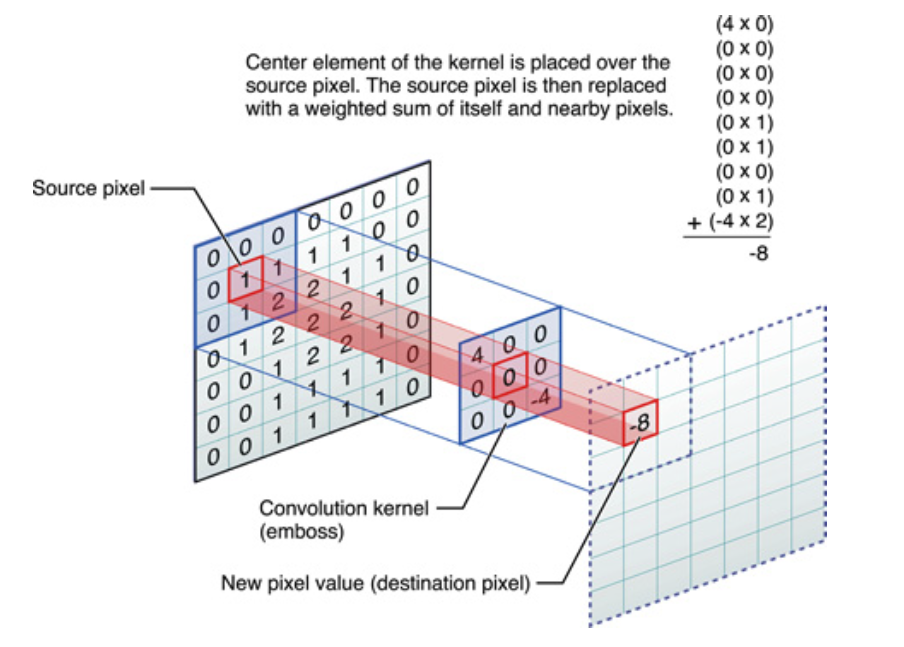 Center element of the kernel is placed over the
source pixel. The source pixel is then replaced
with a weighted sum of itself and nearby pixels.
(4 x 0)
(0 x 0)
(0 x 0)
(0 x 0)
(0 x 1)
(0 x 1)
(0 x 0)
(0 x 1)
+ (-4 x 2)
-8
Source pixel
0 0 0 0 0 0 0
0 1 1 1 1 0 0
0 1 2 2 1 1 0
0 1 2 2 2 1 0
0 0 1 2 2 1 0
0 0 1 1 1 1 0
0 0 1 1 1 1 0
4 0 0
0 0 0
0 0 -4
-8
Convolution kernel
(emboss)
New pixel value (destination pixel)